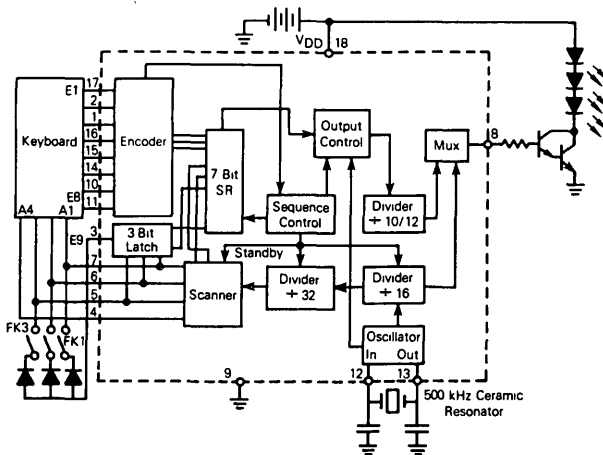 VDD
18
17
E1
2
1
16
15
14
10
E8
11
Keyboard
A4
A1
Encoder
7 Bit
SR
Output
Control
Mux
8
Sequence
Control
Divider
÷ 10/12
E9
3
3 Bit
Latch
7
6
5
4
Standby
Scanner
Divider
÷ 32
Divider
÷ 16
FK3
FK1
Oscillator
In Out
9
12
13
500 kHz Ceramic
Resonator